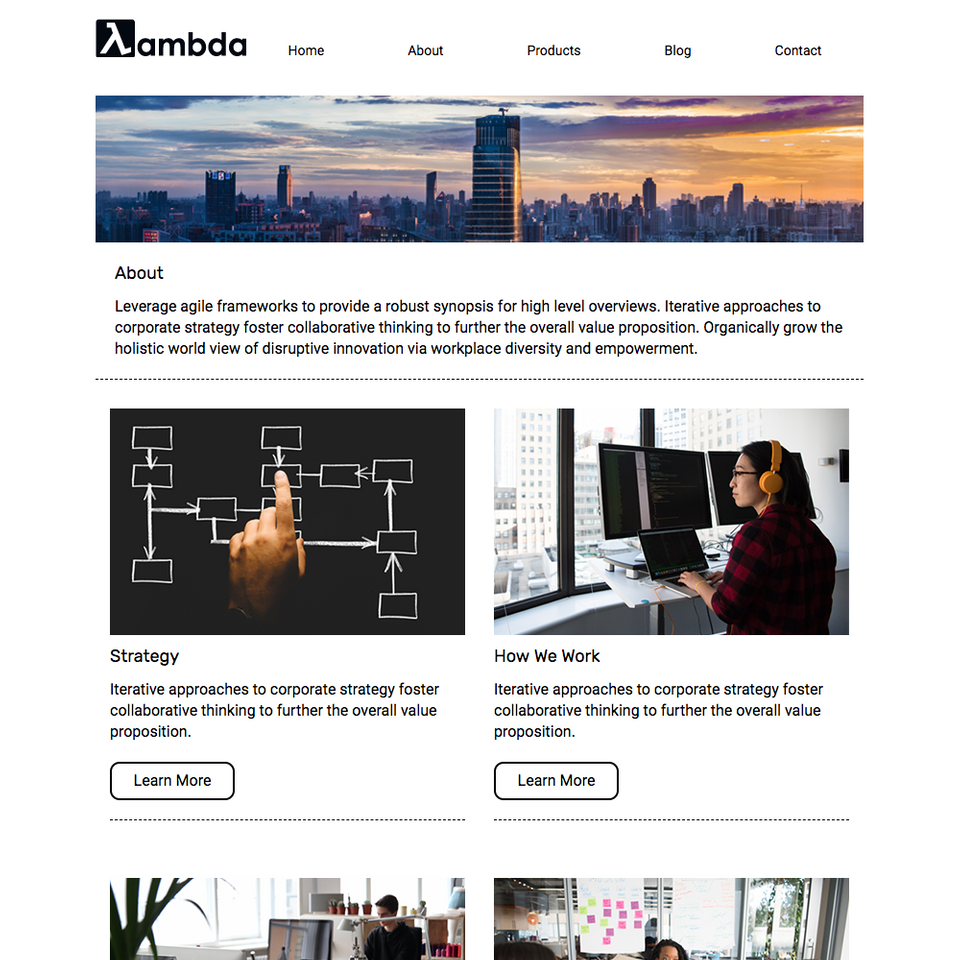 λambda
Home About Products Blog Contact
About
Leverage agile frameworks to provide a robust synopsis for high level overviews. Iterative approaches to
corporate strategy foster collaborative thinking to further the overall value proposition. Organically grow the
holistic world view of disruptive innovation via workplace diversity and empowerment.
Strategy
Iterative approaches to corporate strategy foster
collaborative thinking to further the overall value
proposition.
Learn More
How We Work
Iterative approaches to corporate strategy foster
collaborative thinking to further the overall value
proposition.
Learn More